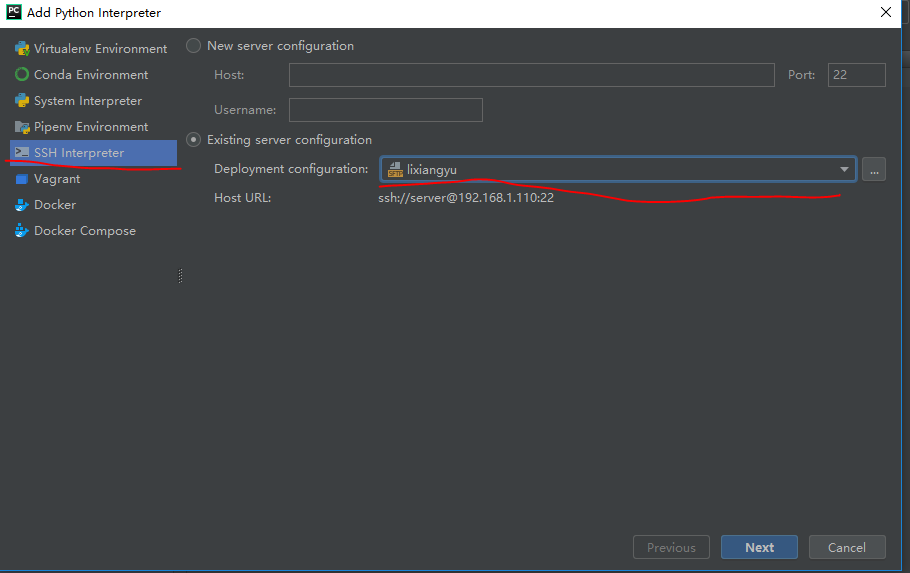 PC Add Python Interpreter
Virtualenv Environment
Conda Environment
System Interpreter
Pipenv Environment
SSH Interpreter
Vagrant
Docker
Docker Compose
New server configuration
Host:
Port: 22
Username:
Existing server configuration
Deployment configuration: SFTP lixiangyu ...
Host URL: ssh://server@192.168.1.110:22
Previous Next Cancel